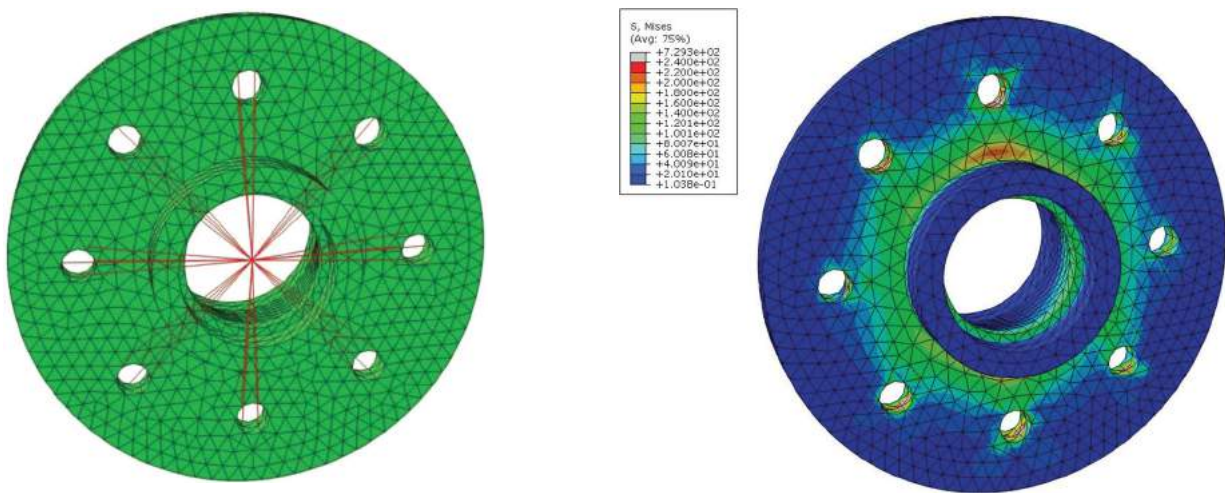 S, Mises
(Avg: 75%)
+7.293e+02
+2.400e+02
+2.200e+02
+2.000e+02
+1.800e+02
+1.600e+02
+1.400e+02
+1.201e+02
+1.001e+02
+8.007e+01
+6.008e+01
+4.009e+01
+2.010e+01
+1.038e-01